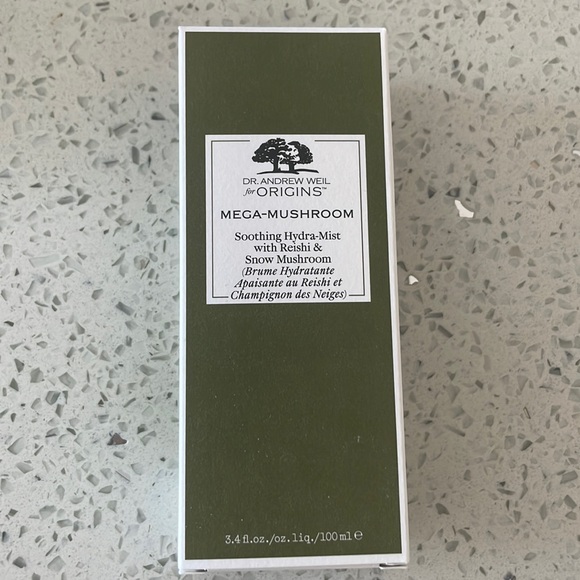 DR. ANDREW WEIL
for ORIGINS™
MEGA-MUSHROOM
Soothing Hydra-Mist
with Reishi &
Snow Mushroom
(Brume Hydratante
Apaisante au Reishi et
Champignon des Neiges)
3.4 fl.oz./oz.liq./100 ml ℮